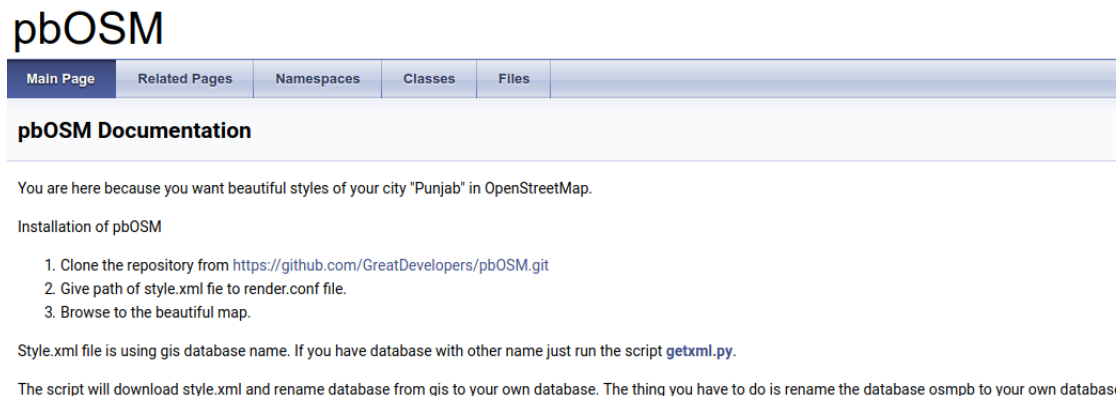 pbOSM
Main Page Related Pages Namespaces Classes Files
pbOSM Documentation
You are here because you want beautiful styles of your city "Punjab" in OpenStreetMap.
Installation of pbOSM
1. Clone the repository from https://github.com/GreatDevelopers/pbOSM.git
2. Give path of style.xml fie to render.conf file.
3. Browse to the beautiful map.
Style.xml file is using gis database name. If you have database with other name just run the script getxml.py.
The script will download style.xml and rename database from gis to your own database. The thing you have to do is rename the database osmpb to your own database